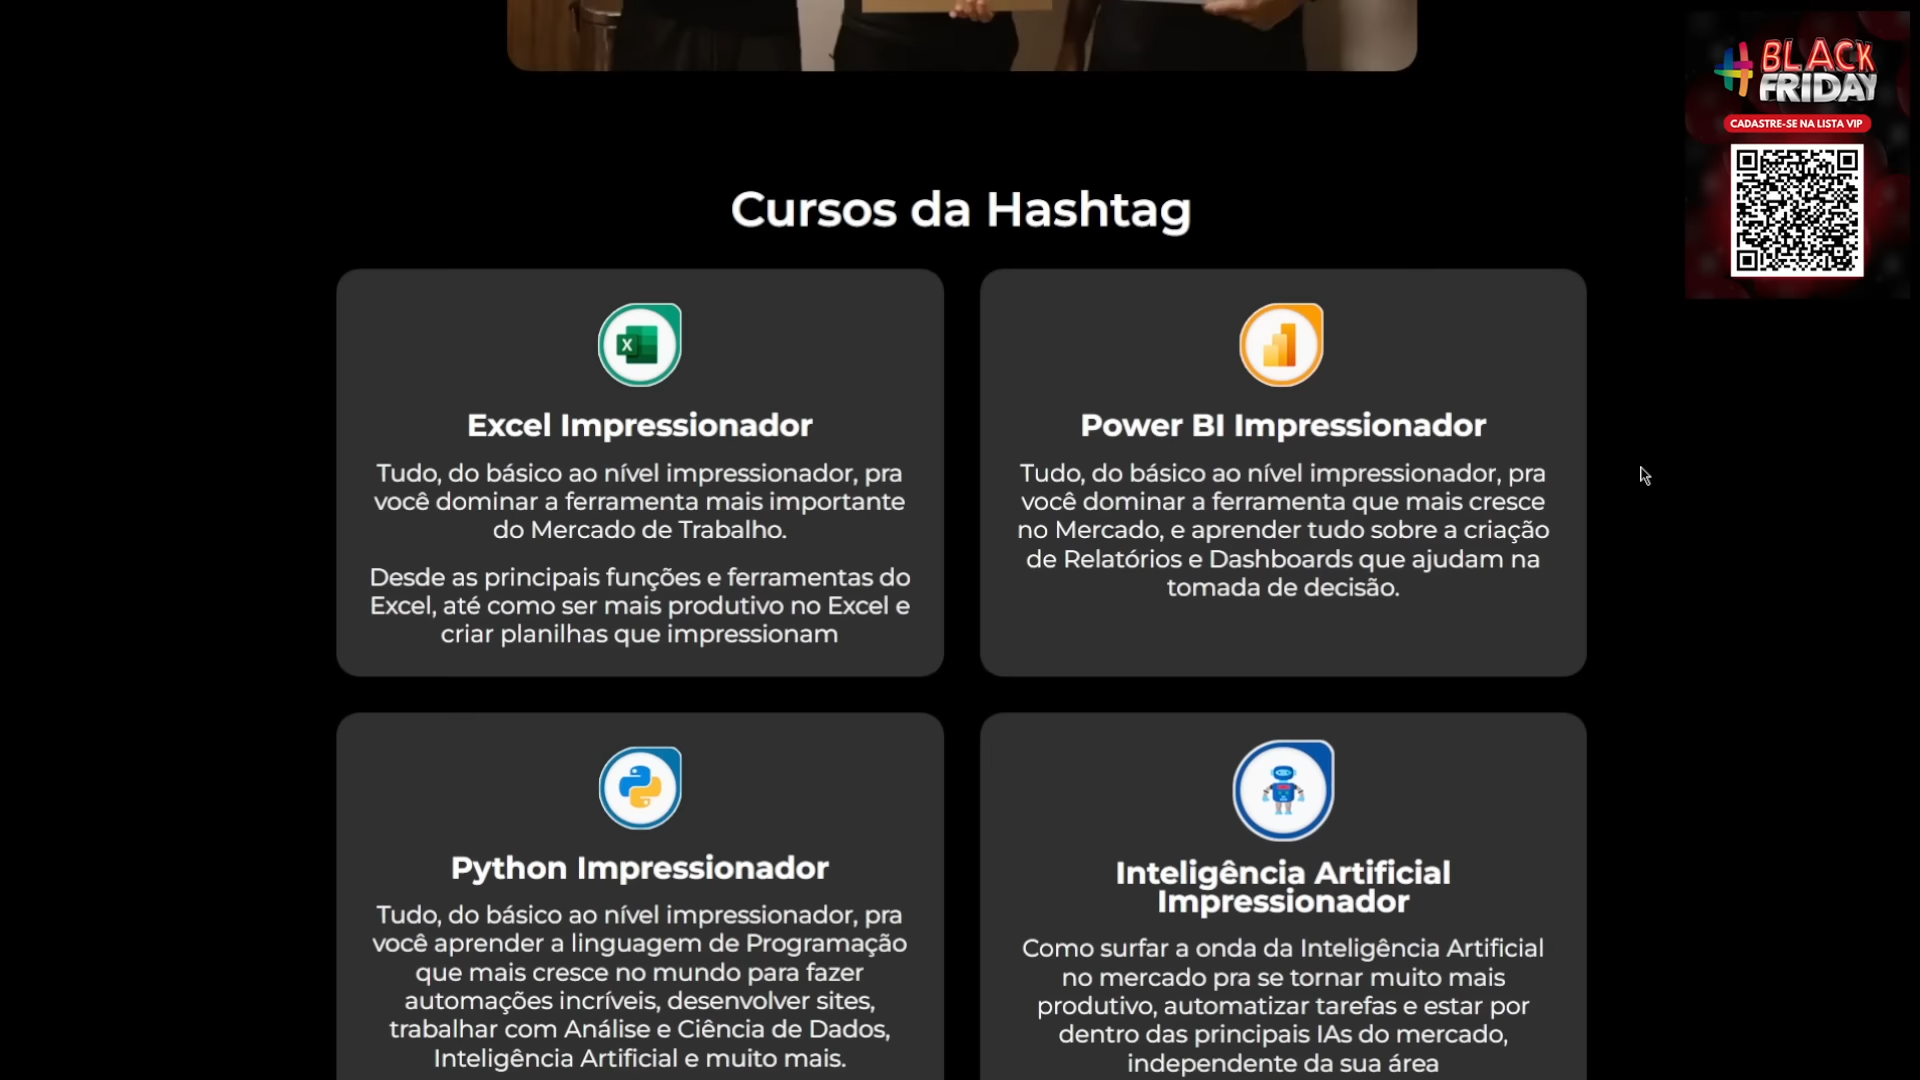 BLACK
FRIDAY
CADASTRE-SE NA LISTA VIP
Cursos da Hashtag
Excel Impressionador
Tudo, do básico ao nível impressionador, pra
você dominar a ferramenta mais importante
do Mercado de Trabalho.
Desde as principais funções e ferramentas do
Excel, até como ser mais produtivo no Excel e
criar planilhas que impressionam
Power BI Impressionador
Tudo, do básico ao nível impressionador, pra
você dominar a ferramenta que mais cresce
no Mercado, e aprender tudo sobre a criação
de Relatórios e Dashboards que ajudam na
tomada de decisão.
Python Impressionador
Tudo, do básico ao nível impressionador, pra
você aprender a linguagem de Programação
que mais cresce no mundo para fazer
automações incríveis, desenvolver sites,
trabalhar com Análise e Ciência de Dados,
Inteligência Artificial e muito mais.
Inteligência Artificial
Impressionador
Como surfar a onda da Inteligência Artificial
no mercado pra se tornar muito mais
produtivo, automatizar tarefas e estar por
dentro das principais IAs do mercado,
independente da sua área